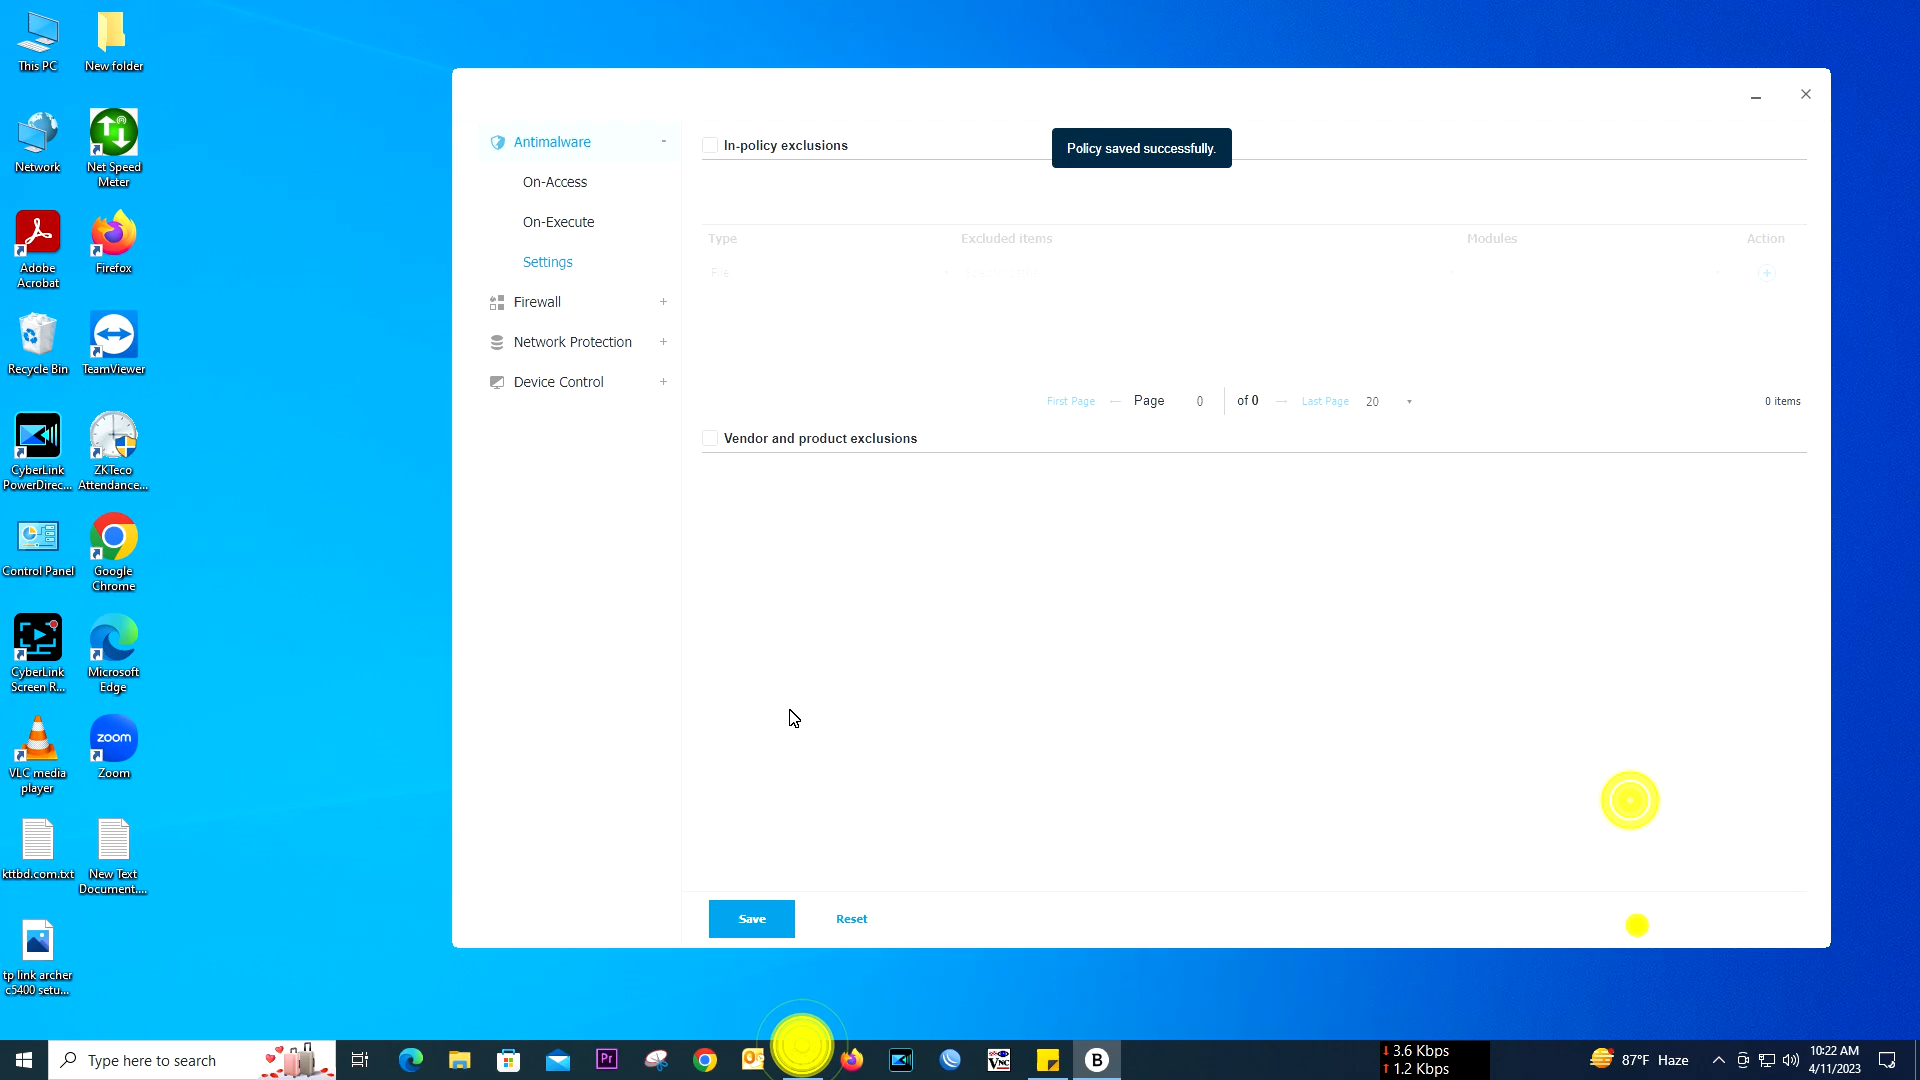 This PC
New folder
Network
Net Speed
Meter
Adobe
Acrobat
Firefox
Recycle Bin
TeamViewer
CyberLink
PowerDirec...
ZKTeco
Attendance...
Control Panel
Google
Chrome
CyberLink
Screen R...
Microsoft
Edge
VLC media
player
zoom
Zoom
kttbd.com.txt
New Text
Document....
tp link archer
c5400 setu...
Antimalware -
On-Access
On-Execute
Settings
Firewall +
Network Protection +
Device Control +
In-policy exclusions
Policy saved successfully.
Type Excluded items Modules Action
File
First Page Page 0 of 0 Last Page 20 0 items
Vendor and product exclusions
Save Reset
Type here to search
Pr
VNC
B
3.6 Kbps
1.2 Kbps
87°F Haze
10:22 AM
4/11/2023